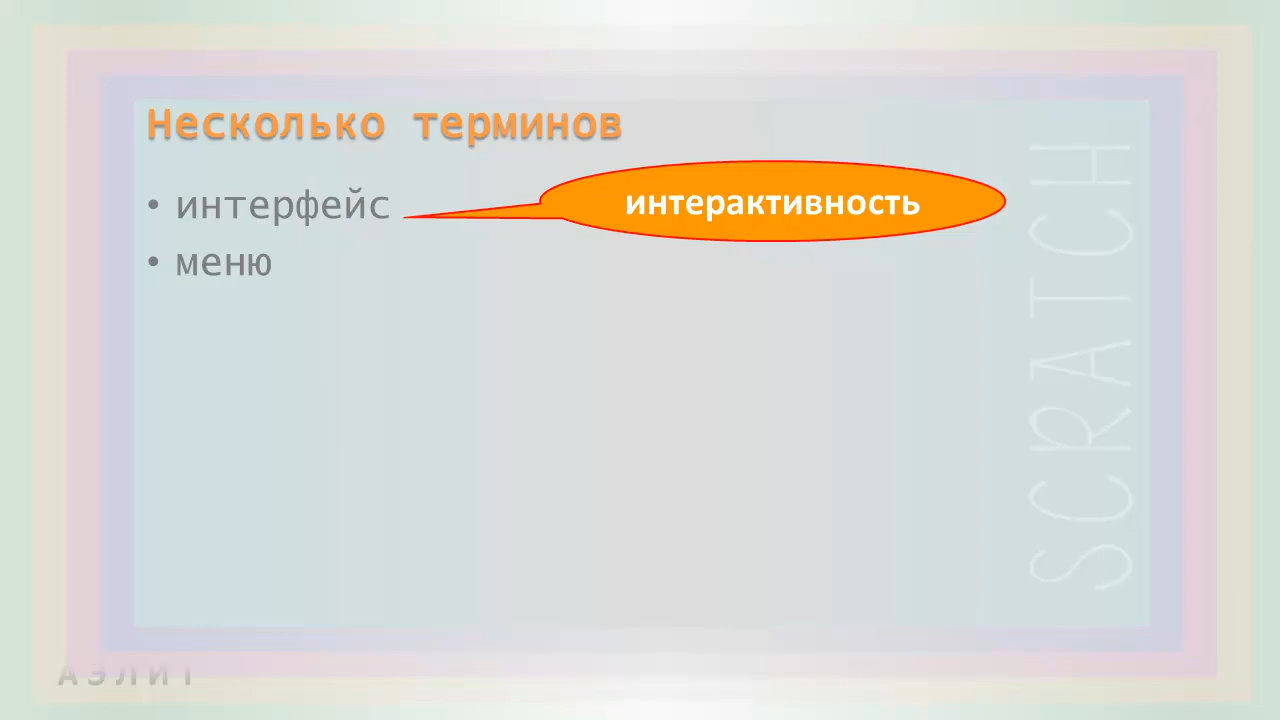 Несколько терминов
• интерфейс
интерактивность
• меню
SCRATCH
АЭЛИТ